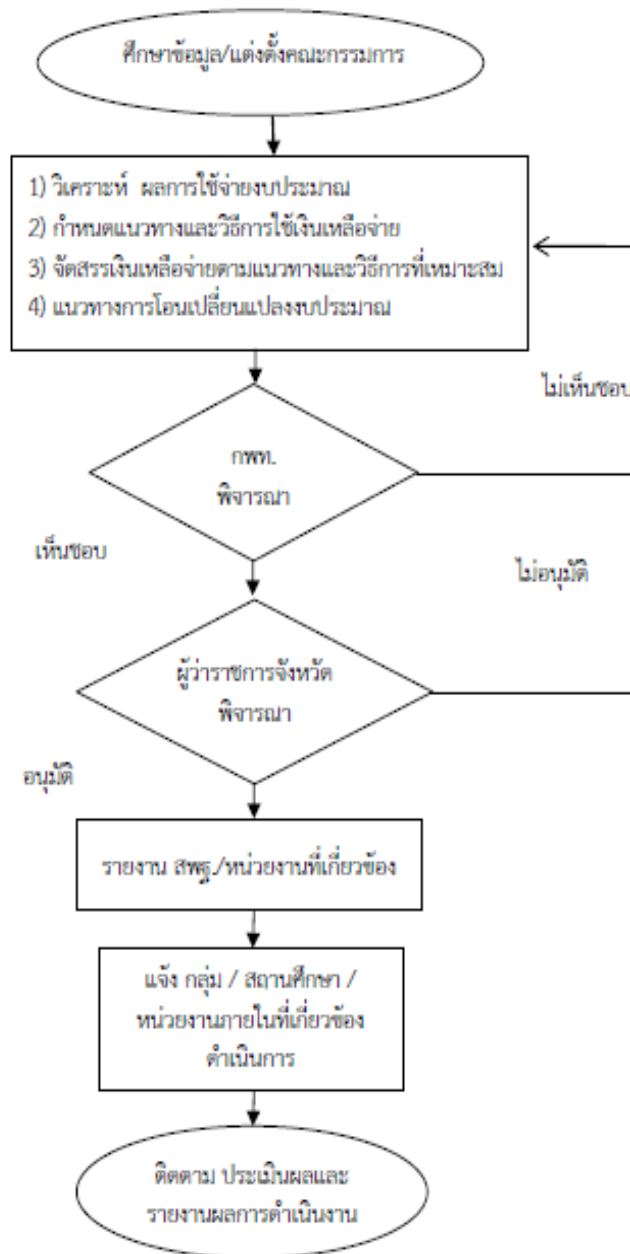 ศึกษาข้อมูล/แต่งตั้งคณะกรรมการ
1) วิเคราะห์ ผลการใช้จ่ายงบประมาณ
2) กำหนดแนวทางและวิธีการใช้เงินเหลือจ่าย
3) จัดสรรเงินเหลือจ่ายตามแนวทางและวิธีการที่เหมาะสม
4) แนวทางการโอนเปลี่ยนแปลงงบประมาณ
ไม่เห็นชอบ
กพท.
พิจารณา
เห็นชอบ
ไม่อนุมัติ
ผู้ว่าราชการจังหวัด
พิจารณา
อนุมัติ
รายงาน สพฐ./หน่วยงานที่เกี่ยวข้อง
แจ้ง กลุ่ม / สถานศึกษา /
หน่วยงานภายในที่เกี่ยวข้อง
ดำเนินการ
ติดตาม ประเมินผลและ
รายงานผลการดำเนินงาน